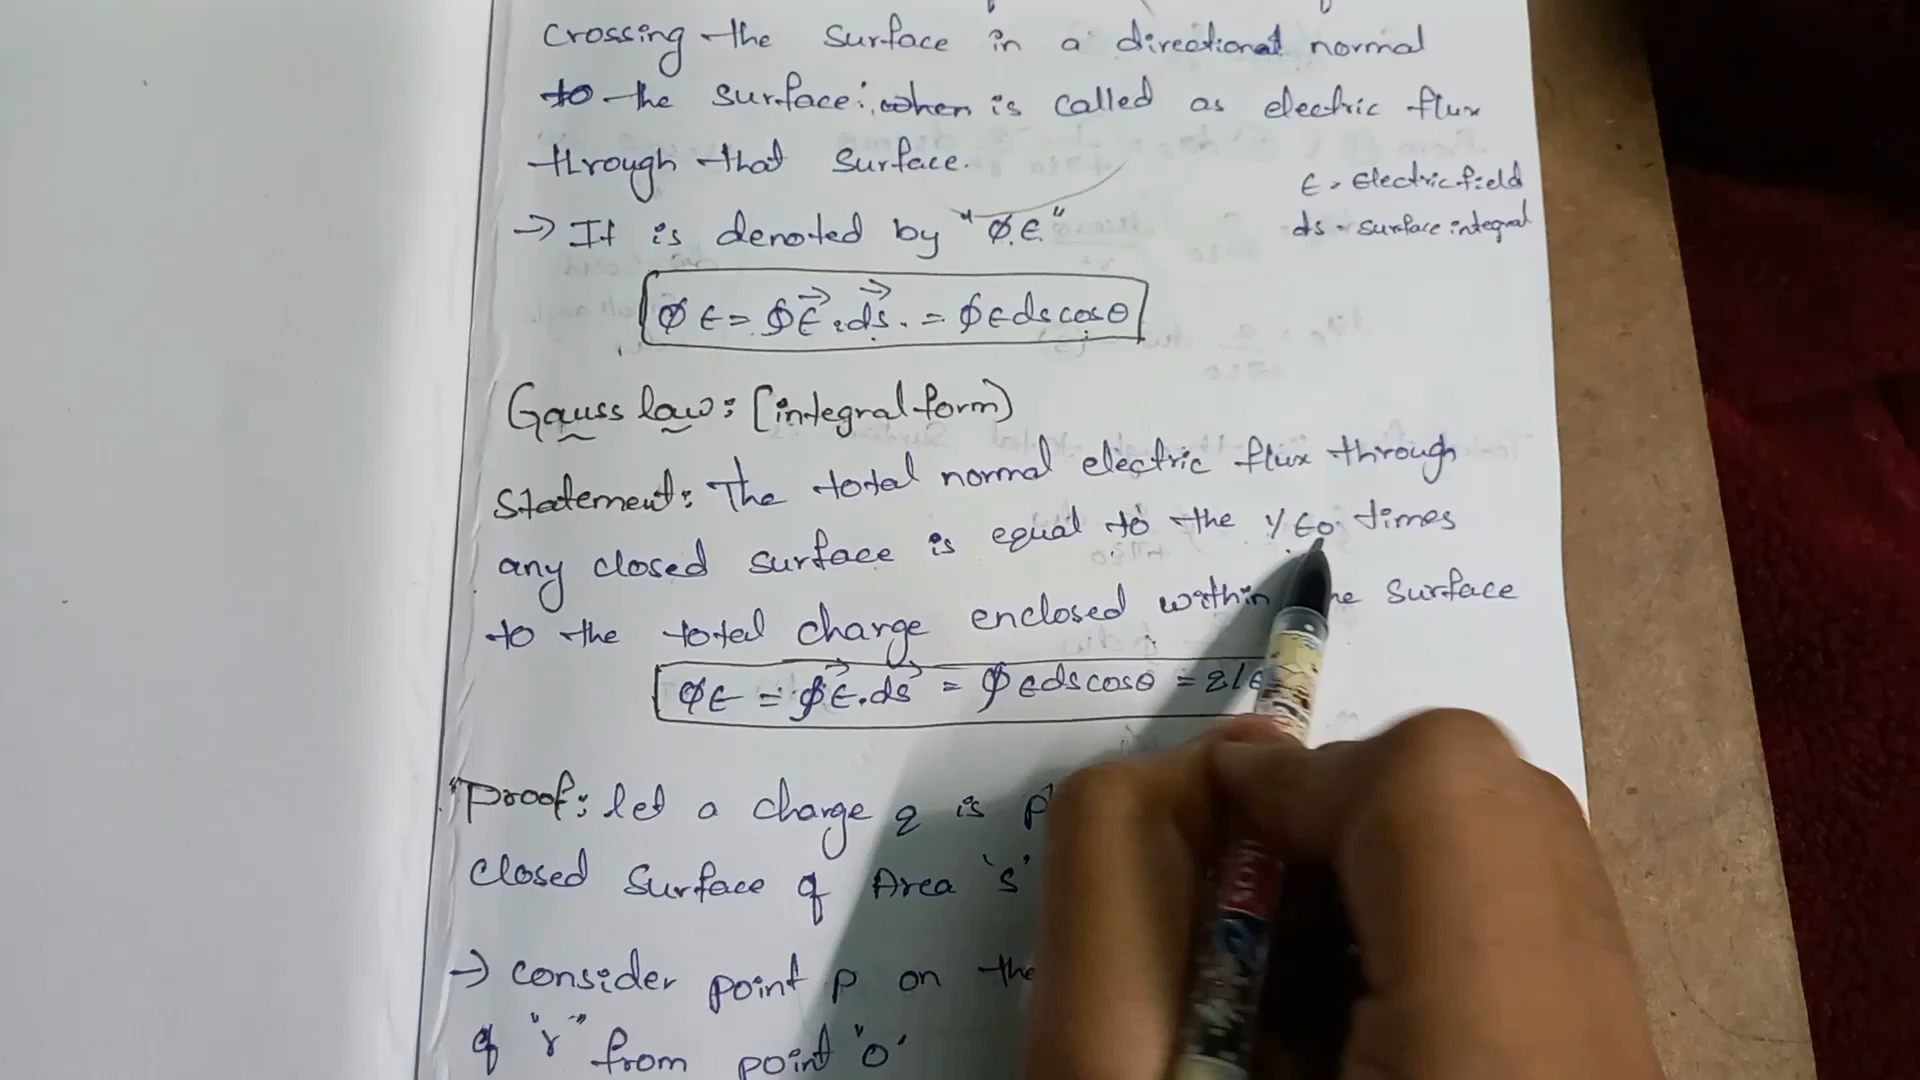 crossing the surface in a directional normal
to the surface: when is called as electric flux
through that surface.
E → Electric field
ds → surface integral
→ It is denoted by "ϕ.E"
ϕE = ∮E⃗.ds⃗. = ∮Edscosθ
Gauss law: [integral form)
Statement: The total normal electric flux through
any closed surface is equal to the 1/ϵ0 times
to the total charge enclosed within surface
ϕE = ∮E⃗.ds⃗ = ∮Edscosθ = q/
"Proof: let a charge q is
closed surface of Area 's'
→ consider point p on the
of "r" from point "o"